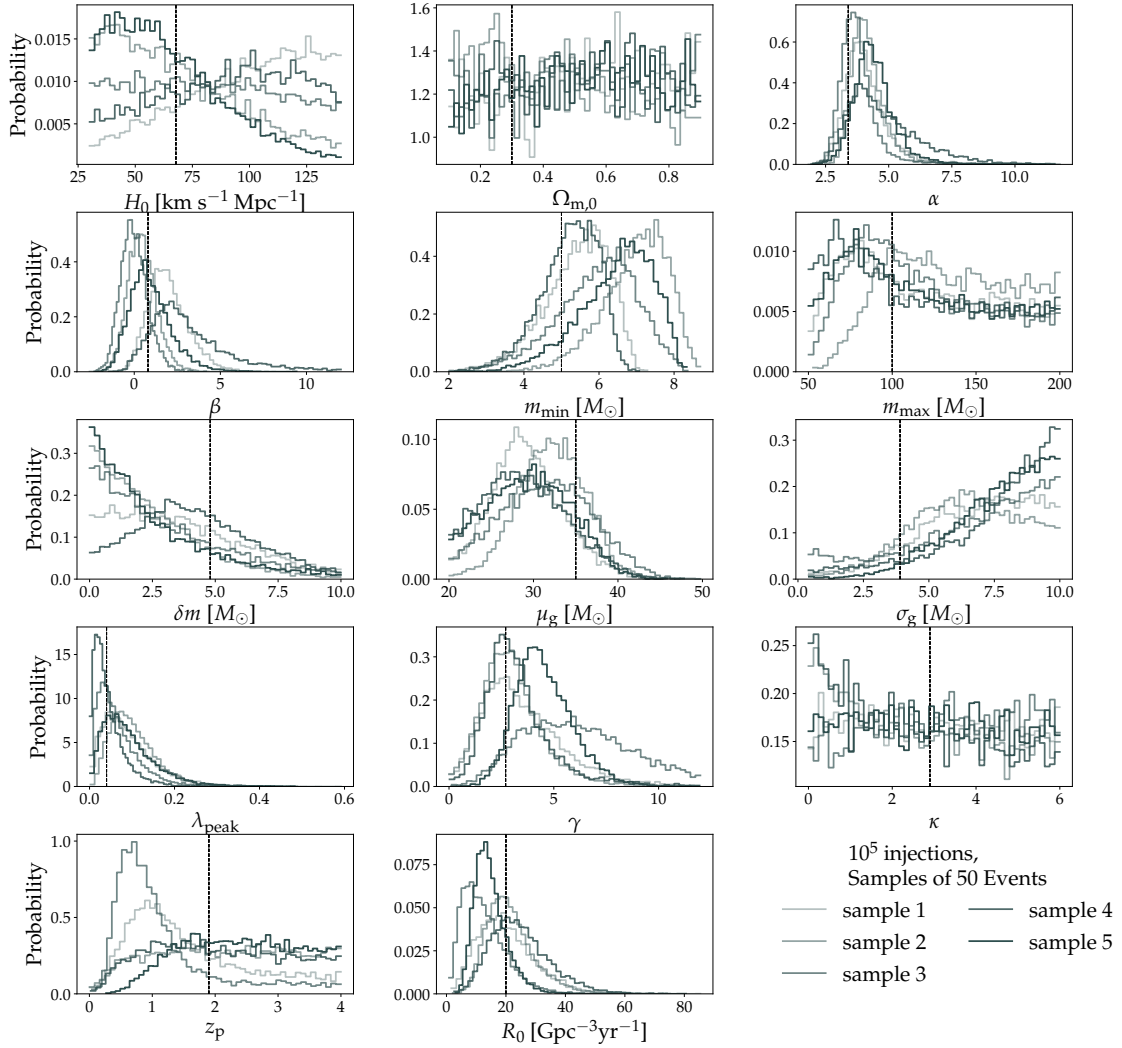 Probability
0.015
0.010
0.005
25 50 75 100 125
H₀ [km s⁻¹ Mpc⁻¹]
1.6
1.4
1.2
1.0
0.2 0.4 0.6 0.8
Ωm,0
0.6
0.4
0.2
0.0
2.5 5.0 7.5 10.0
α
Probability
0.4
0.2
0.0
0 5 10
β
0.4
0.2
0.0
2 4 6 8
mmin [M⊙]
0.010
0.005
0.000
50 100 150 200
mmax [M⊙]
Probability
0.3
0.2
0.1
0.0
0.0 2.5 5.0 7.5 10.0
δm [M⊙]
0.10
0.05
0.00
20 30 40 50
μg [M⊙]
0.3
0.2
0.1
0.0
0.0 2.5 5.0 7.5 10.0
σg [M⊙]
Probability
15
10
5
0
0.0 0.2 0.4 0.6
λpeak
0.3
0.2
0.1
0.0
0 5 10
γ
0.25
0.20
0.15
0 2 4 6
κ
Probability
1.0
0.5
0.0
0 1 2 3 4
zp
0.075
0.050
0.025
0.000
0 20 40 60 80
R₀ [Gpc⁻³yr⁻¹]
10⁵ injections,
Samples of 50 Events
sample 1
sample 2
sample 3
sample 4
sample 5